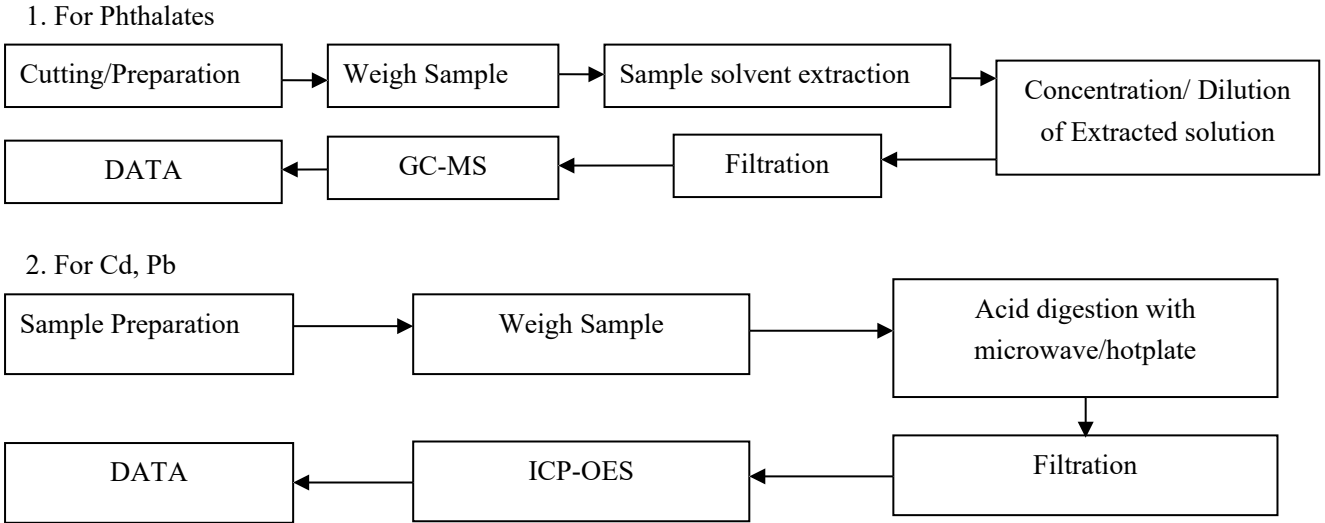 1. For Phthalates
Cutting/Preparation
Weigh Sample
Sample solvent extraction
Concentration/ Dilution
of Extracted solution
Filtration
GC-MS
DATA
2. For Cd, Pb
Sample Preparation
Weigh Sample
Acid digestion with
microwave/hotplate
Filtration
ICP-OES
DATA